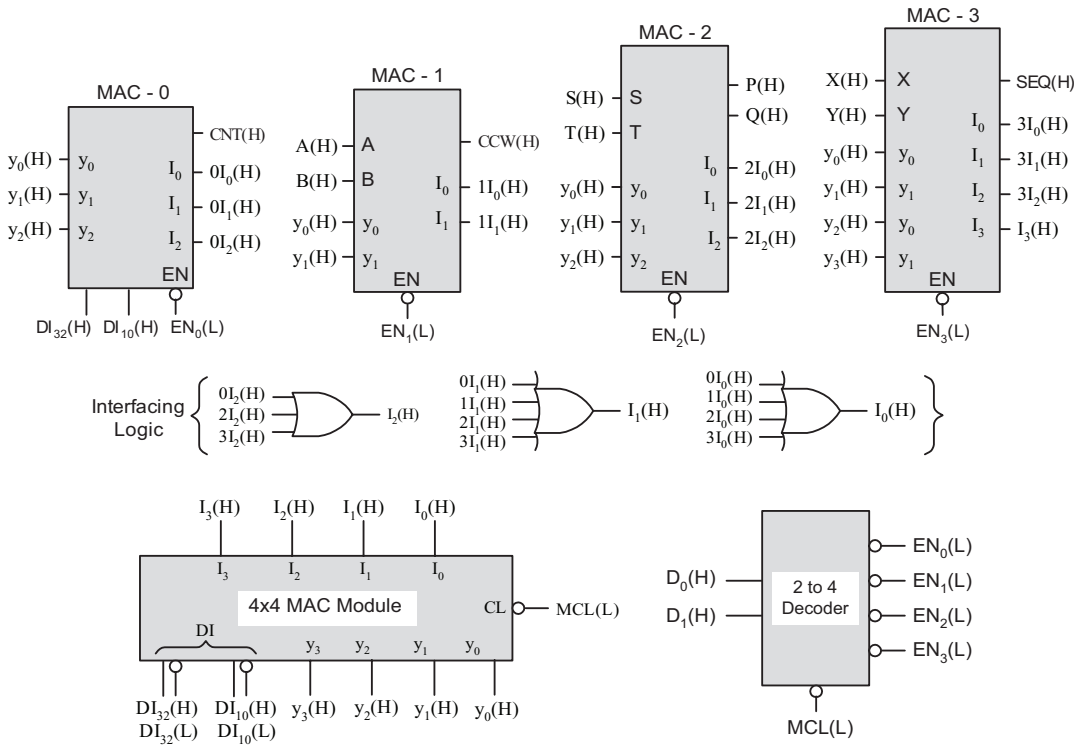 MAC - 0
CNT(H)
y₀(H) y₀ I₀ 0I₀(H)
y₁(H) y₁ I₁ 0I₁(H)
y₂(H) y₂ I₂ 0I₂(H)
EN
DI₃₂(H) DI₁₀(H) EN₀(L)
MAC - 1
A(H) A CCW(H)
B(H) B I₀ 1I₀(H)
y₀(H) y₀ I₁ 1I₁(H)
y₁(H) y₁
EN
EN₁(L)
MAC - 2
P(H)
S(H) S Q(H)
T(H) T
I₀ 2I₀(H)
y₀(H) y₀
I₁ 2I₁(H)
y₁(H) y₁
I₂ 2I₂(H)
y₂(H) y₂
EN
EN₂(L)
MAC - 3
X(H) X SEQ(H)
Y(H) Y I₀ 3I₀(H)
y₀(H) y₀ I₁ 3I₁(H)
y₁(H) y₁ I₂ 3I₂(H)
y₂(H) y₀ I₃ I₃(H)
y₃(H) y₁
EN
EN₃(L)
Interfacing
Logic
0I₂(H)
2I₂(H) I₂(H)
3I₂(H)
0I₁(H)
1I₁(H) I₁(H)
2I₁(H)
3I₁(H)
0I₀(H)
1I₀(H) I₀(H)
2I₀(H)
3I₀(H)
I₃(H) I₂(H) I₁(H) I₀(H)
I₃ I₂ I₁ I₀
4x4 MAC Module
CL MCL(L)
DI y₃ y₂ y₁ y₀
DI₃₂(H) DI₁₀(H) y₃(H) y₂(H) y₁(H) y₀(H)
DI₃₂(L) DI₁₀(L)
EN₀(L)
D₀(H) 2 to 4 EN₁(L)
D₁(H) Decoder EN₂(L)
EN₃(L)
MCL(L)